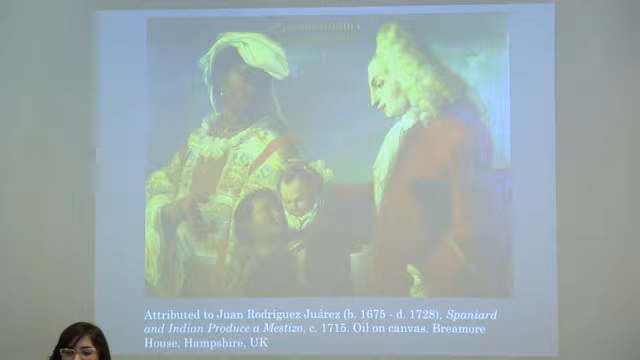 Attributed to Juan Rodríguez Juárez (b. 1675 - d. 1728), Spaniard
and Indian Produce a Mestizo, c. 1715. Oil on canvas. Breamore
House, Hampshire, UK